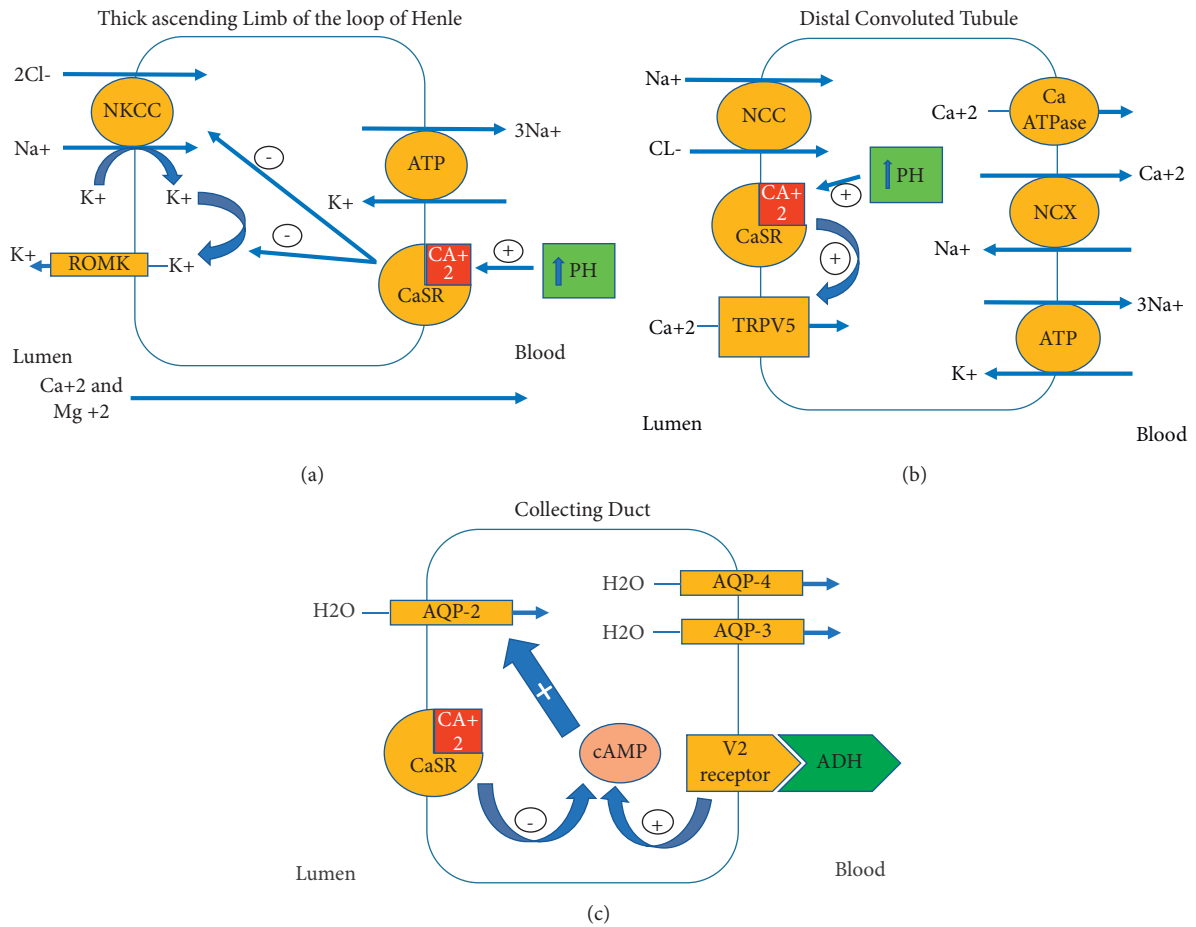 Thick ascending Limb of the loop of Henle
2Cl-
NKCC
Na+
K+
K+
K+
ROMK
K+
-
-
3Na+
ATP
K+
CA+
2
CaSR
+
PH
Lumen
Blood
Ca+2 and
Mg +2
(a)
Distal Convoluted Tubule
Na+
NCC
CL-
CA+
2
CaSR
+
PH
+
Ca+2
TRPV5
Ca+2
Ca
ATPase
Ca+2
NCX
Na+
3Na+
ATP
K+
Lumen
Blood
(b)
Collecting Duct
H2O
AQP-2
H2O
AQP-4
H2O
AQP-3
+
CA+
2
CaSR
cAMP
V2
receptor
ADH
-
+
Lumen
Blood
(c)